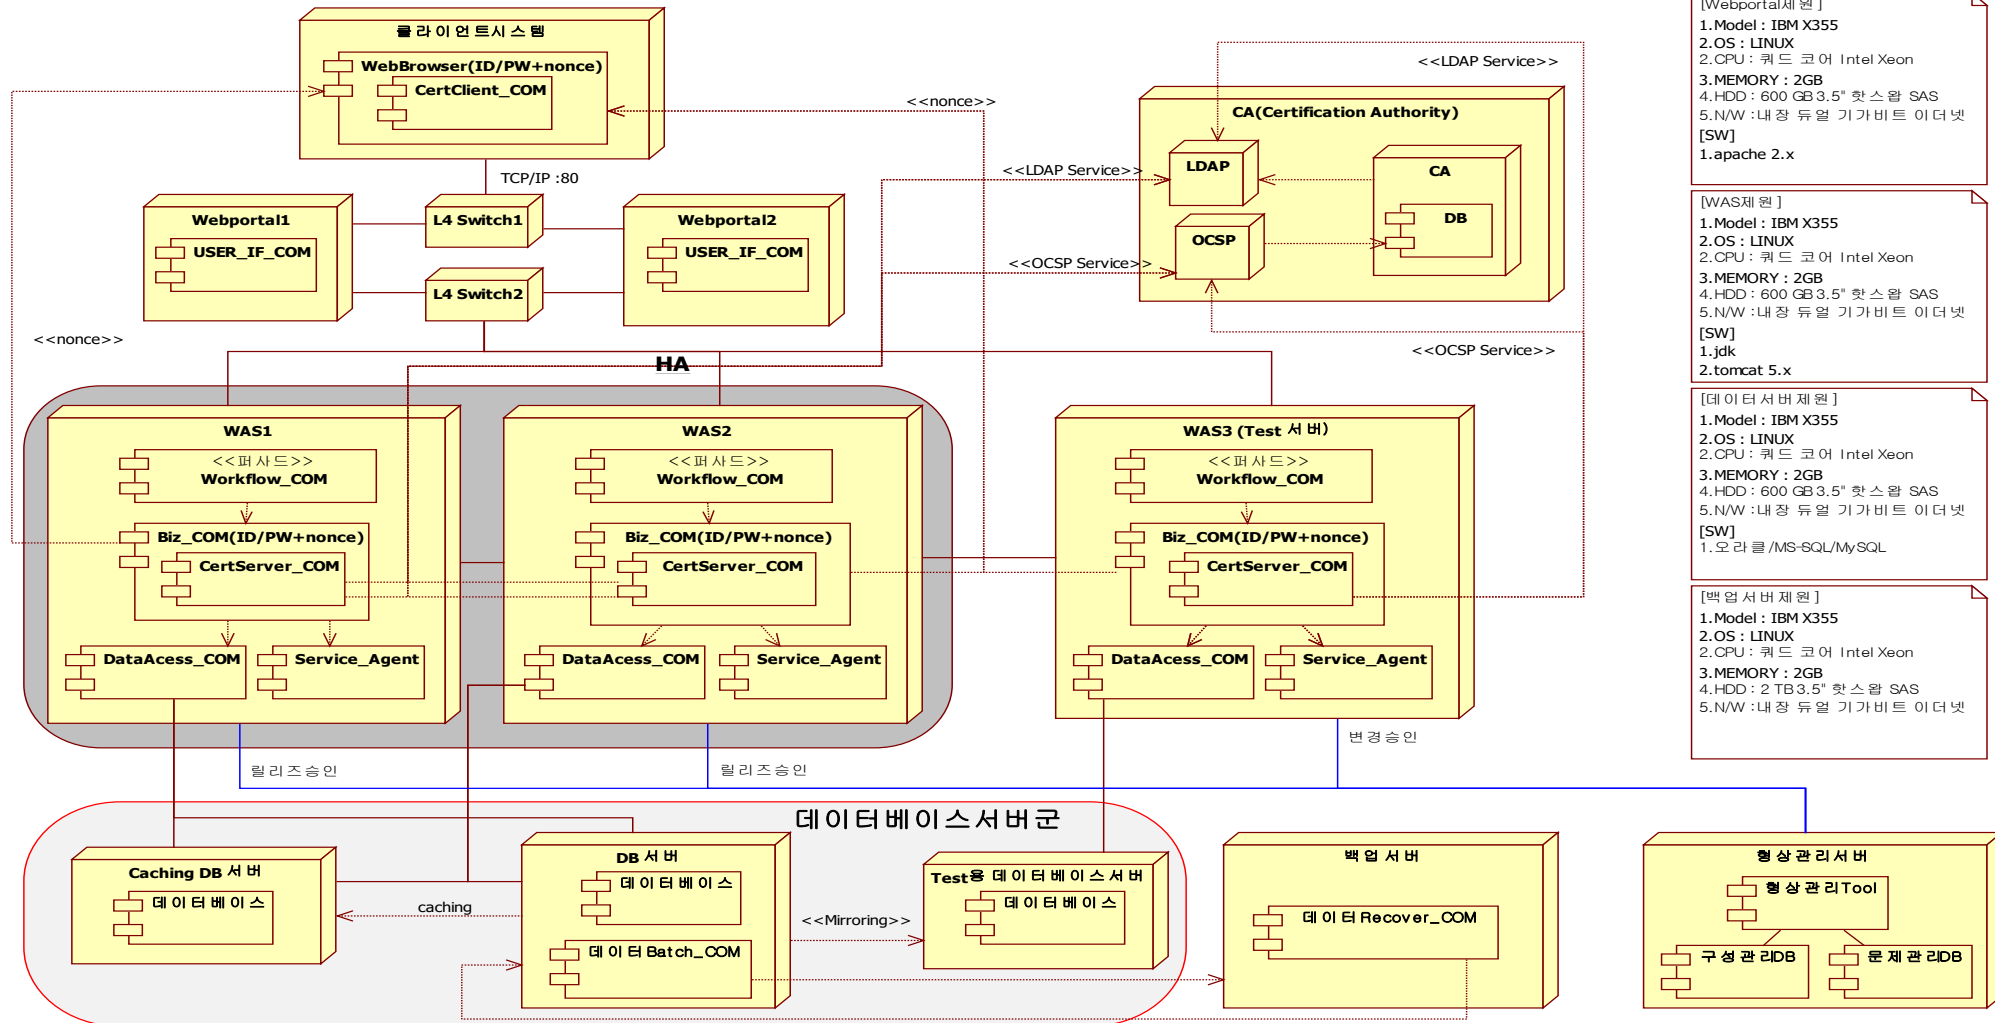 클라이언트시스템
WebBrowser(ID/PW+nonce)
CertClient_COM
<<nonce>>
TCP/IP :80
Webportal1
USER_IF_COM
L4 Switch1
L4 Switch2
Webportal2
USER_IF_COM
<<nonce>>
<<LDAP Service>>
CA(Certification Authority)
LDAP
CA
DB
OCSP
<<LDAP Service>>
<<OCSP Service>>
<<OCSP Service>>
HA
WAS1
<<퍼사드>>
Workflow_COM
Biz_COM(ID/PW+nonce)
CertServer_COM
DataAcess_COM
Service_Agent
WAS2
<<퍼사드>>
Workflow_COM
Biz_COM(ID/PW+nonce)
CertServer_COM
DataAcess_COM
Service_Agent
WAS3 (Test 서버)
<<퍼사드>>
Workflow_COM
Biz_COM(ID/PW+nonce)
CertServer_COM
DataAcess_COM
Service_Agent
릴리즈승인
릴리즈승인
변경승인
데이터베이스서버군
Caching DB 서버
데이터베이스
caching
DB 서버
데이터베이스
데이터Batch_COM
<<Mirroring>>
Test용 데이터베이스서버
데이터베이스
백업 서버
데이터Recover_COM
형상관리서버
형상관리Tool
구성관리DB
문제관리DB
[Webportal제원]
1.Model : IBM X355
2.OS : LINUX
2.CPU : 쿼드 코어 Intel Xeon
3.MEMORY : 2GB
4.HDD : 600 GB 3.5" 핫스왑 SAS
5.N/W :내장 듀얼 기가비트 이더넷
[SW]
1.apache 2.x
[WAS제원]
1.Model : IBM X355
2.OS : LINUX
2.CPU : 쿼드 코어 Intel Xeon
3.MEMORY : 2GB
4.HDD : 600 GB 3.5" 핫스왑 SAS
5.N/W :내장 듀얼 기가비트 이더넷
[SW]
1.jdk
2.tomcat 5.x
[데이터서버제원]
1.Model : IBM X355
2.OS : LINUX
2.CPU : 쿼드 코어 Intel Xeon
3.MEMORY : 2GB
4.HDD : 600 GB 3.5" 핫스왑 SAS
5.N/W :내장 듀얼 기가비트 이더넷
[SW]
1.오라클/MS-SQL/MySQL
[백업서버제원]
1.Model : IBM X355
2.OS : LINUX
2.CPU : 쿼드 코어 Intel Xeon
3.MEMORY : 2GB
4.HDD : 2 TB 3.5" 핫스왑 SAS
5.N/W :내장 듀얼 기가비트 이더넷